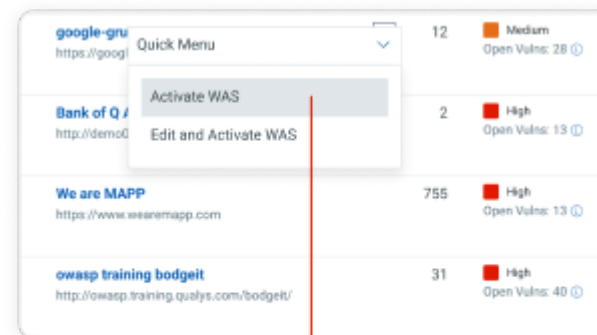 google-gru
https://googl
Quick Menu
12
Medium
Open Vulns: 28
Activate WAS
Edit and Activate WAS
Bank of Q A
http://demo0
2
High
Open Vulns: 13
We are MAPP
https://www.wearemapp.com
755
High
Open Vulns: 13
owasp training bodgeit
http://owasp.training.qualys.com/bodgeit/
31
High
Open Vulns: 40